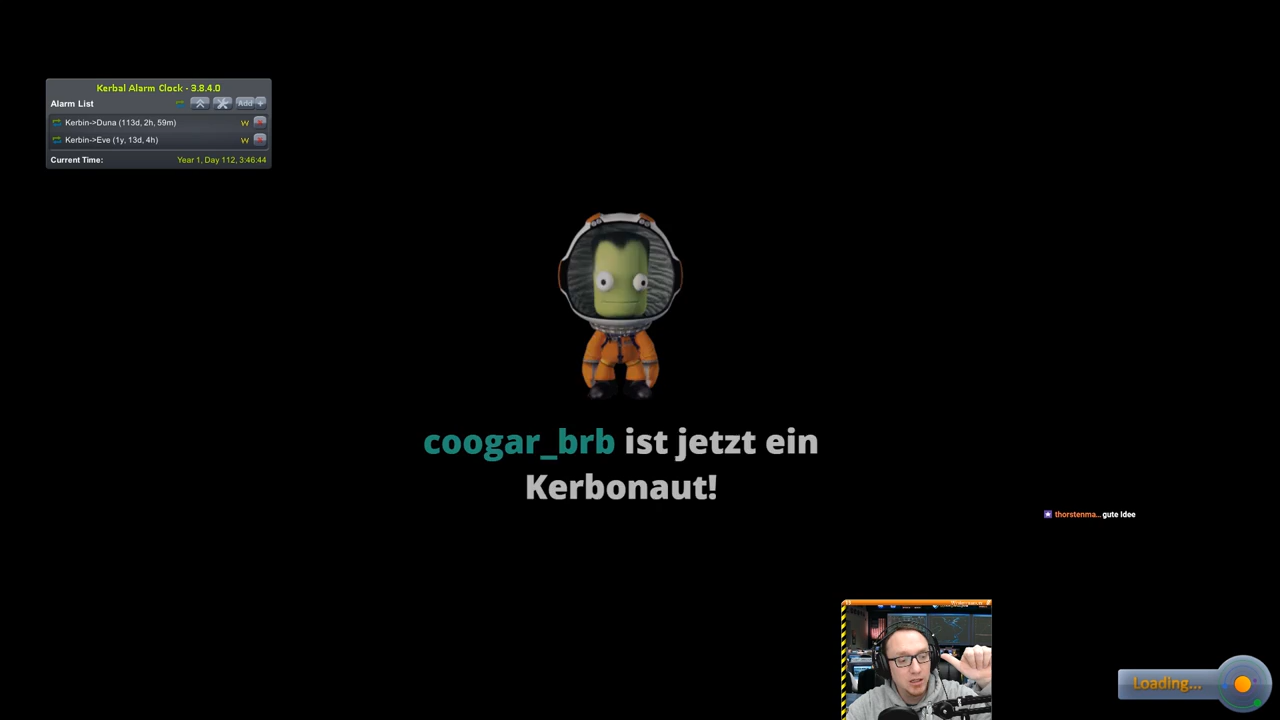 Kerbal Alarm Clock - 3.8.4.0
Alarm List
Add +
Kerbin->Duna (113d, 2h, 59m) W
Kerbin->Eve (1y, 13d, 4h) W
Current Time: Year 1, Day 112, 3:46:44
coogar_brb ist jetzt ein
Kerbonaut!
thorstenma... gute Idee
Loading...